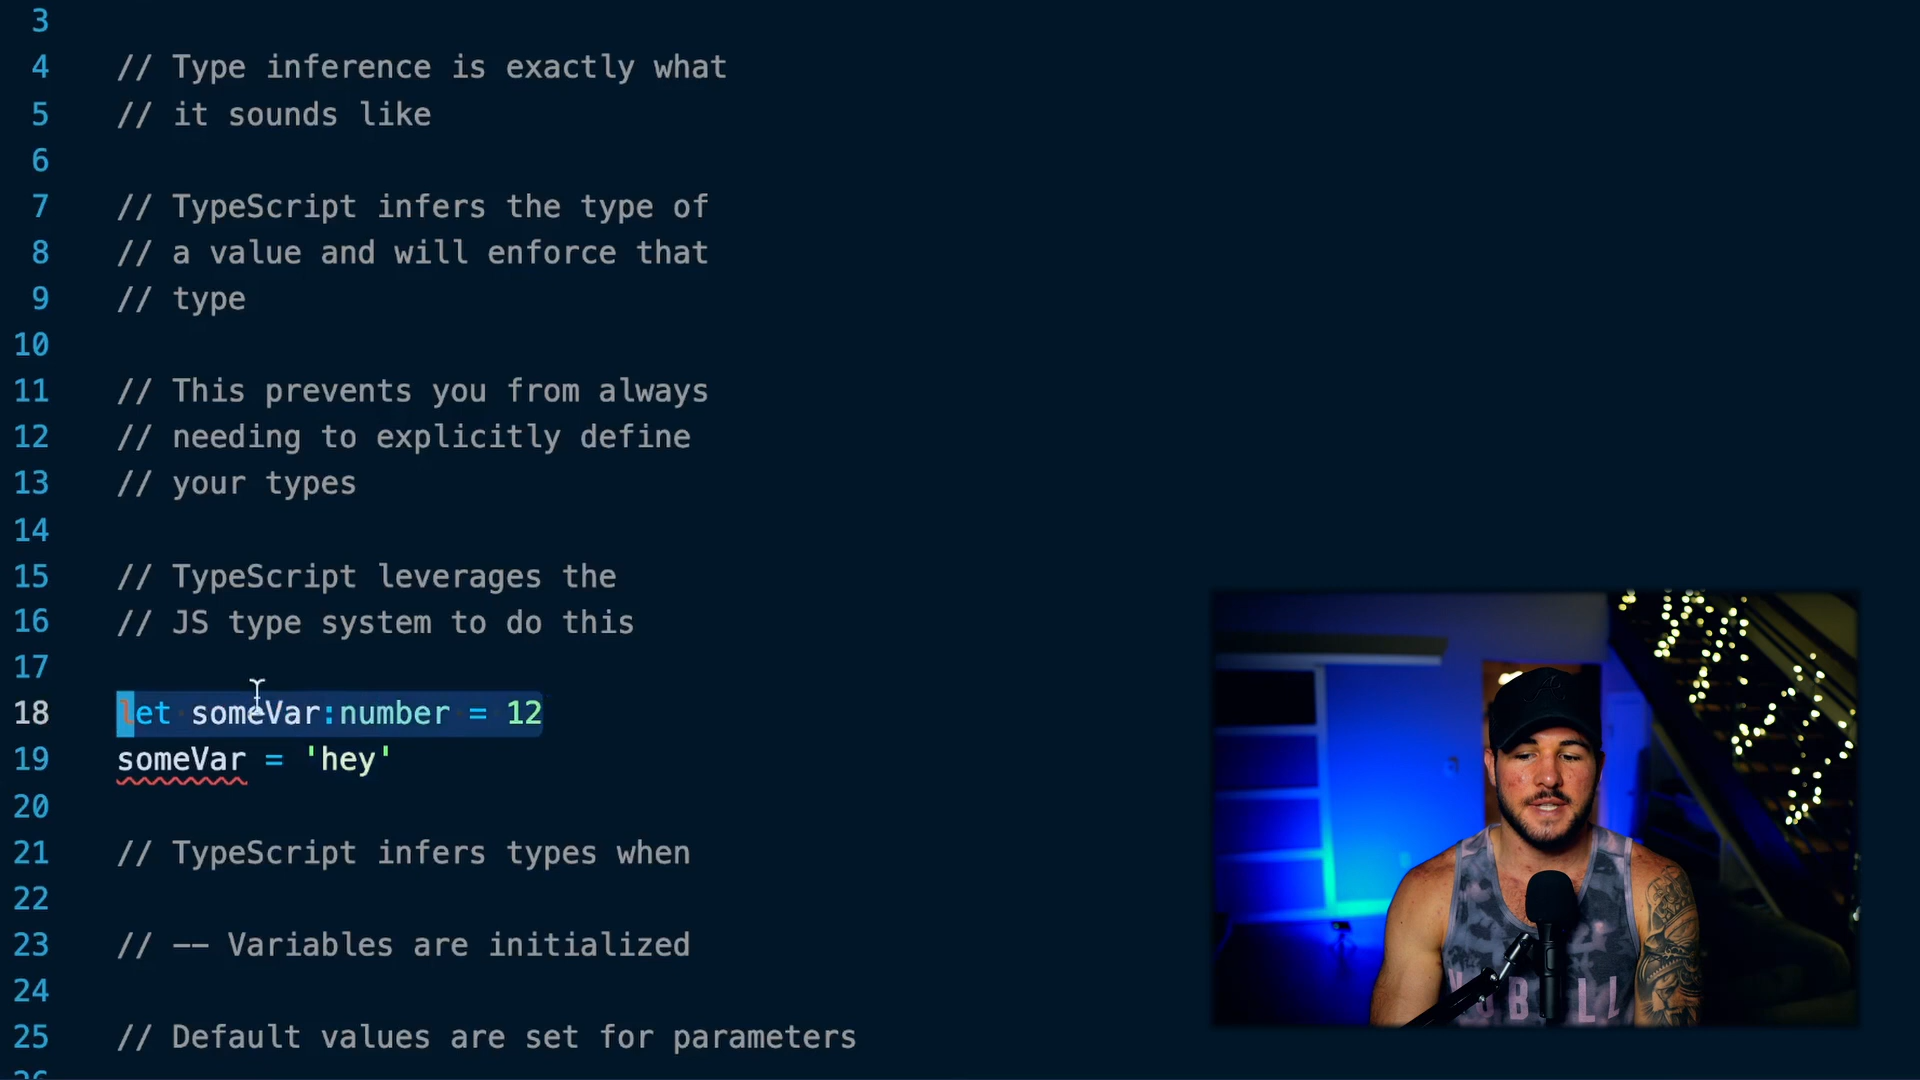 3
4 // Type inference is exactly what
5 // it sounds like
6
7 // TypeScript infers the type of
8 // a value and will enforce that
9 // type
10
11 // This prevents you from always
12 // needing to explicitly define
13 // your types
14
15 // TypeScript leverages the
16 // JS type system to do this
17
18 let someVar:number = 12
19 someVar = 'hey'
20
21 // TypeScript infers types when
22
23 // –– Variables are initialized
24
25 // Default values are set for parameters